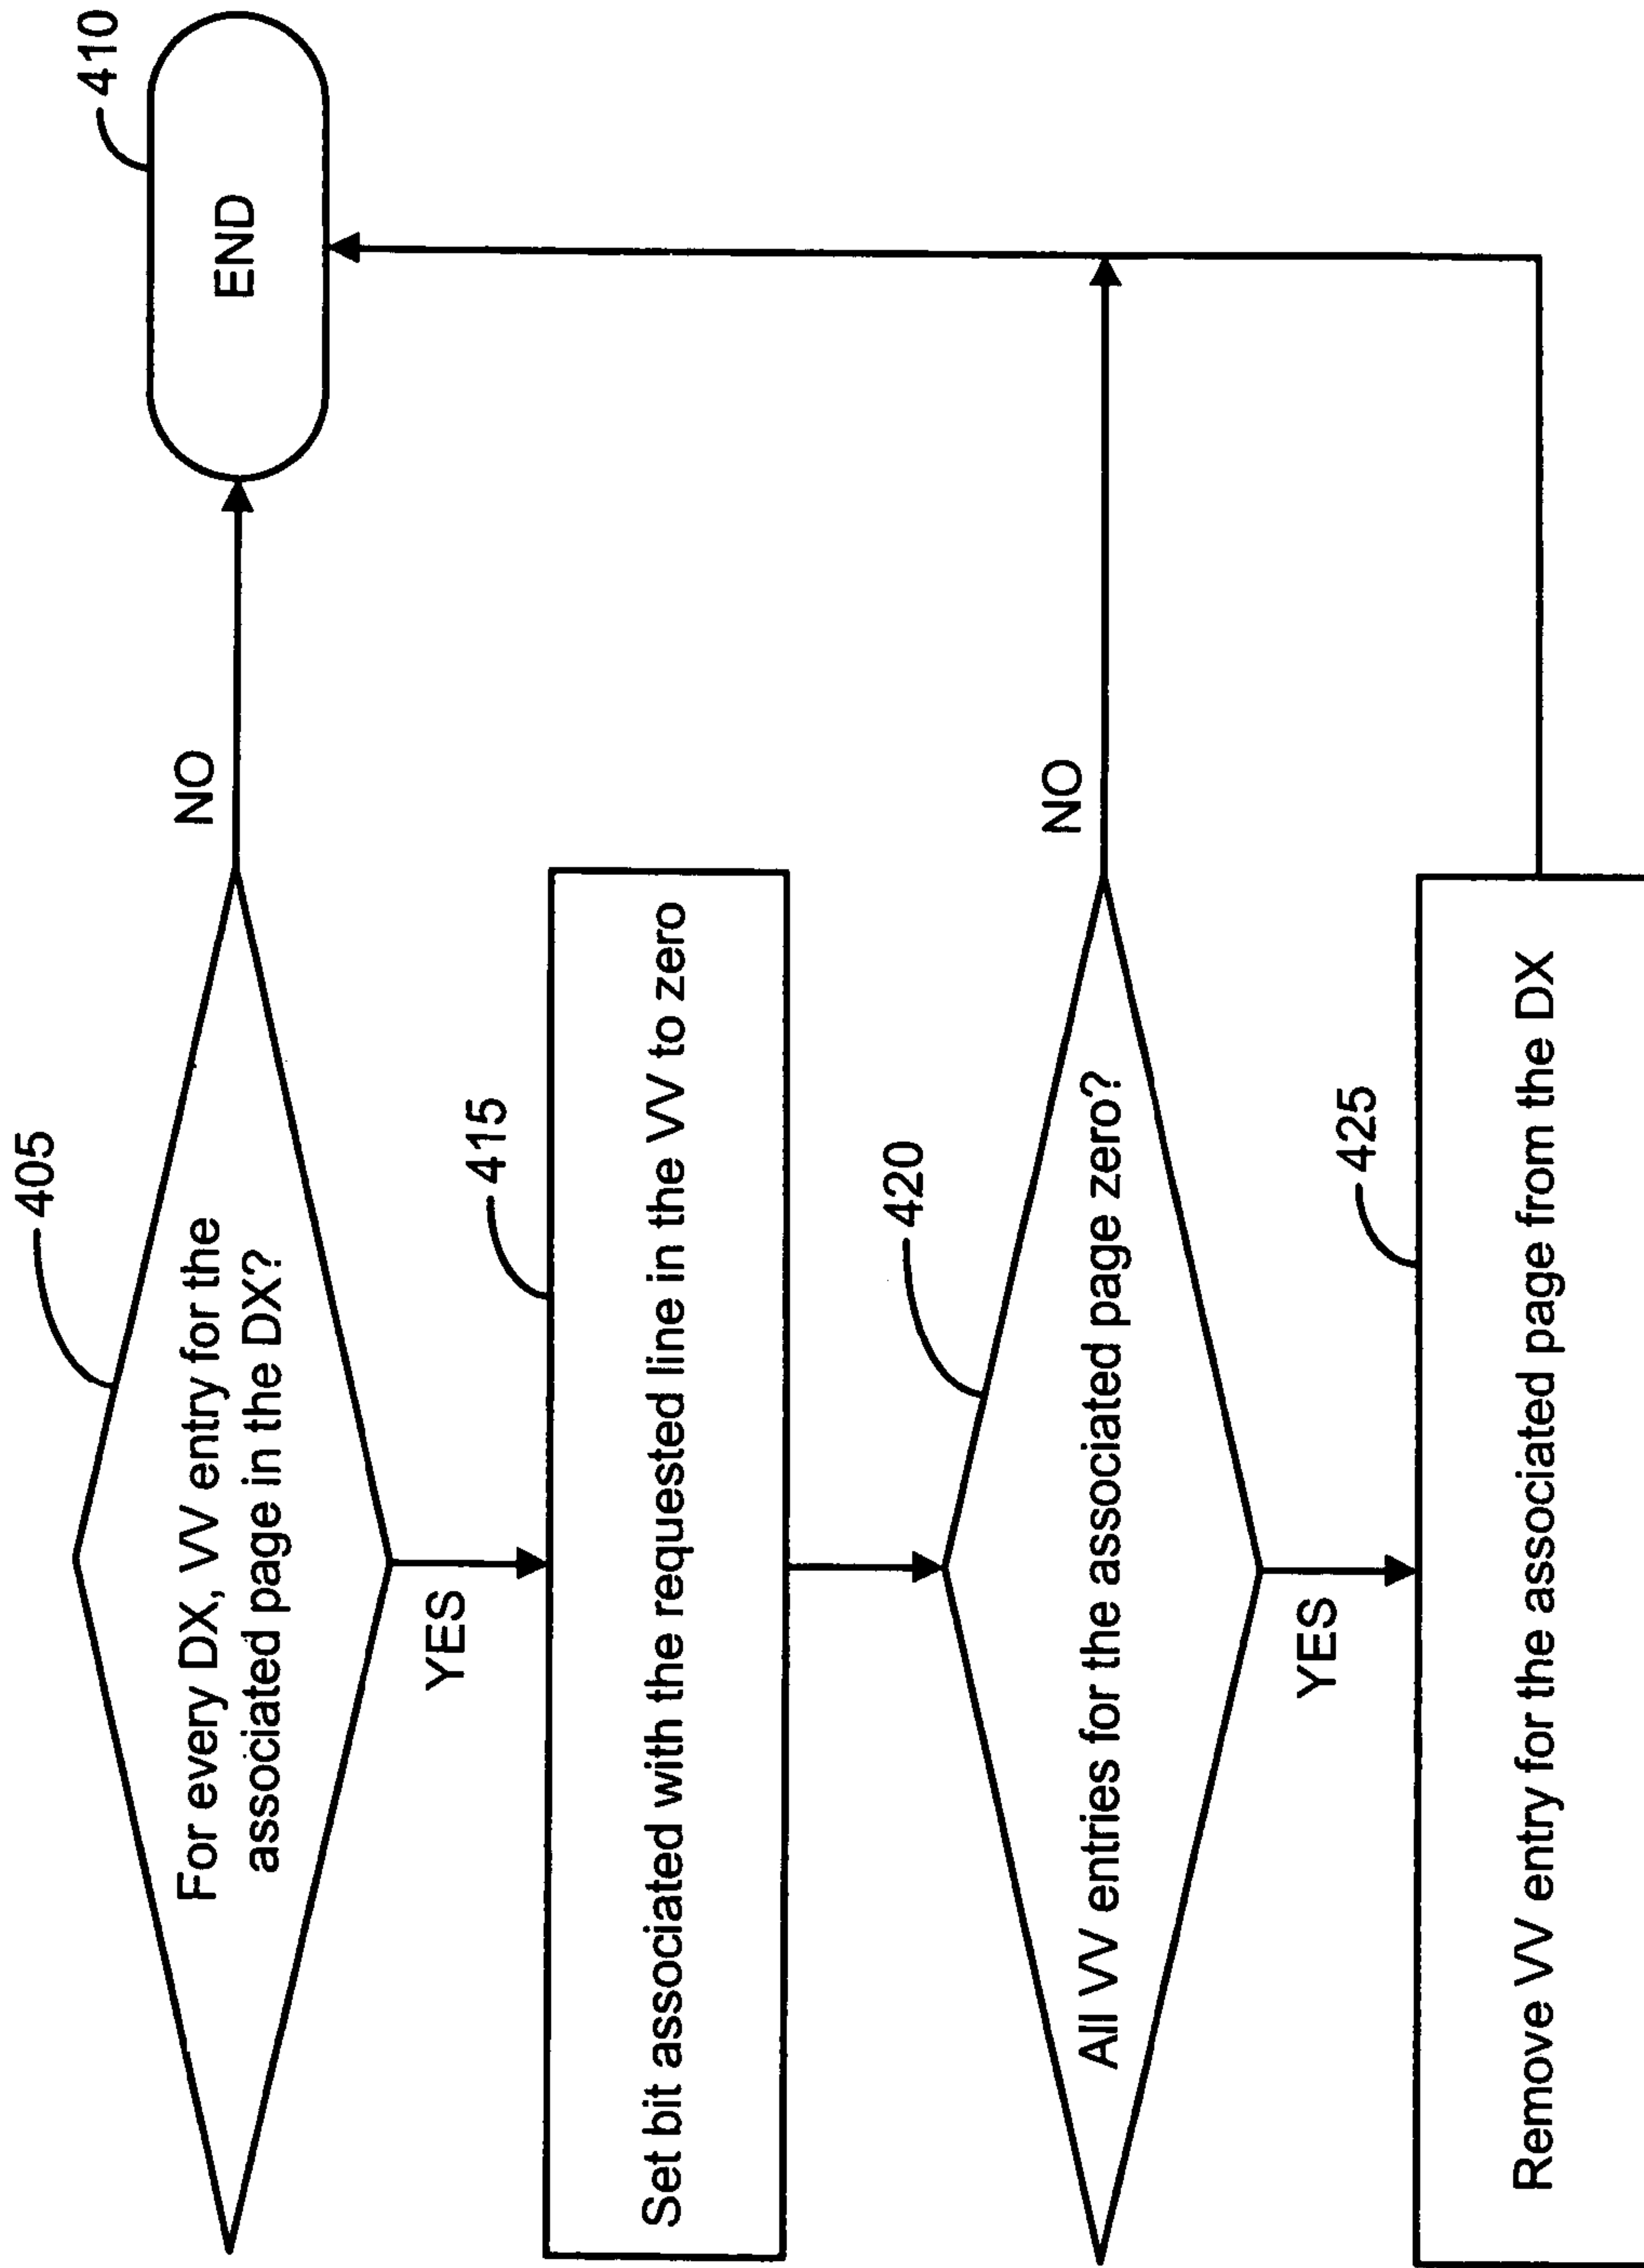 405
For every DX, VV entry for the
associated page in the DX?
NO
410
END
YES
415
Set bit associated with the requested line in the VV to zero
420
All VV entries for the associated page zero?
NO
YES
425
Remove VV entry for the associated page from the DX